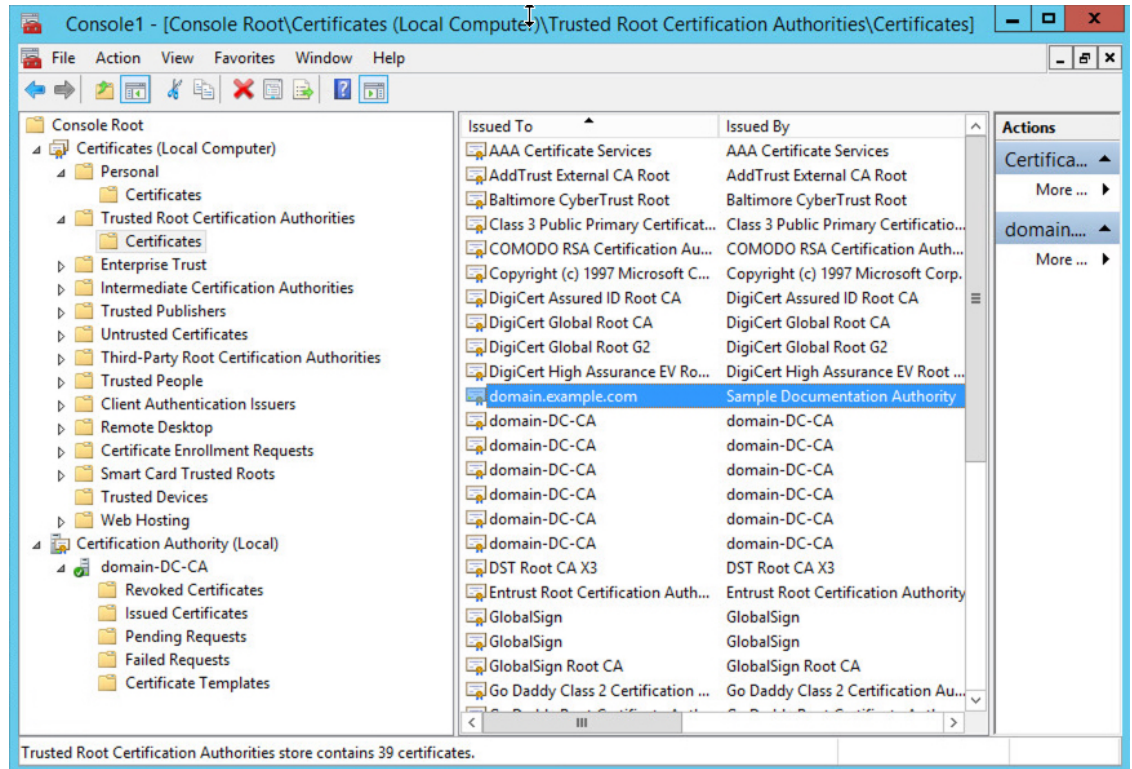 Console1 - [Console Root\Certificates (Local Computer)\Trusted Root Certification Authorities\Certificates]
File Action View Favorites Window Help
Console Root
Certificates (Local Computer)
Personal
Certificates
Trusted Root Certification Authorities
Certificates
Enterprise Trust
Intermediate Certification Authorities
Trusted Publishers
Untrusted Certificates
Third-Party Root Certification Authorities
Trusted People
Client Authentication Issuers
Remote Desktop
Certificate Enrollment Requests
Smart Card Trusted Roots
Trusted Devices
Web Hosting
Certification Authority (Local)
domain-DC-CA
Revoked Certificates
Issued Certificates
Pending Requests
Failed Requests
Certificate Templates
Issued To Issued By
AAA Certificate Services AAA Certificate Services
AddTrust External CA Root AddTrust External CA Root
Baltimore CyberTrust Root Baltimore CyberTrust Root
Class 3 Public Primary Certificat... Class 3 Public Primary Certificatio...
COMODO RSA Certification Au... COMODO RSA Certification Auth...
Copyright (c) 1997 Microsoft C... Copyright (c) 1997 Microsoft Corp.
DigiCert Assured ID Root CA DigiCert Assured ID Root CA
DigiCert Global Root CA DigiCert Global Root CA
DigiCert Global Root G2 DigiCert Global Root G2
DigiCert High Assurance EV Ro... DigiCert High Assurance EV Root ...
domain.example.com Sample Documentation Authority
domain-DC-CA domain-DC-CA
domain-DC-CA domain-DC-CA
domain-DC-CA domain-DC-CA
domain-DC-CA domain-DC-CA
domain-DC-CA domain-DC-CA
domain-DC-CA domain-DC-CA
DST Root CA X3 DST Root CA X3
Entrust Root Certification Auth... Entrust Root Certification Authority
GlobalSign GlobalSign
GlobalSign GlobalSign
GlobalSign Root CA GlobalSign Root CA
Go Daddy Class 2 Certification ... Go Daddy Class 2 Certification Au...
Actions
Certifica...
More ...
domain....
More ...
Trusted Root Certification Authorities store contains 39 certificates.